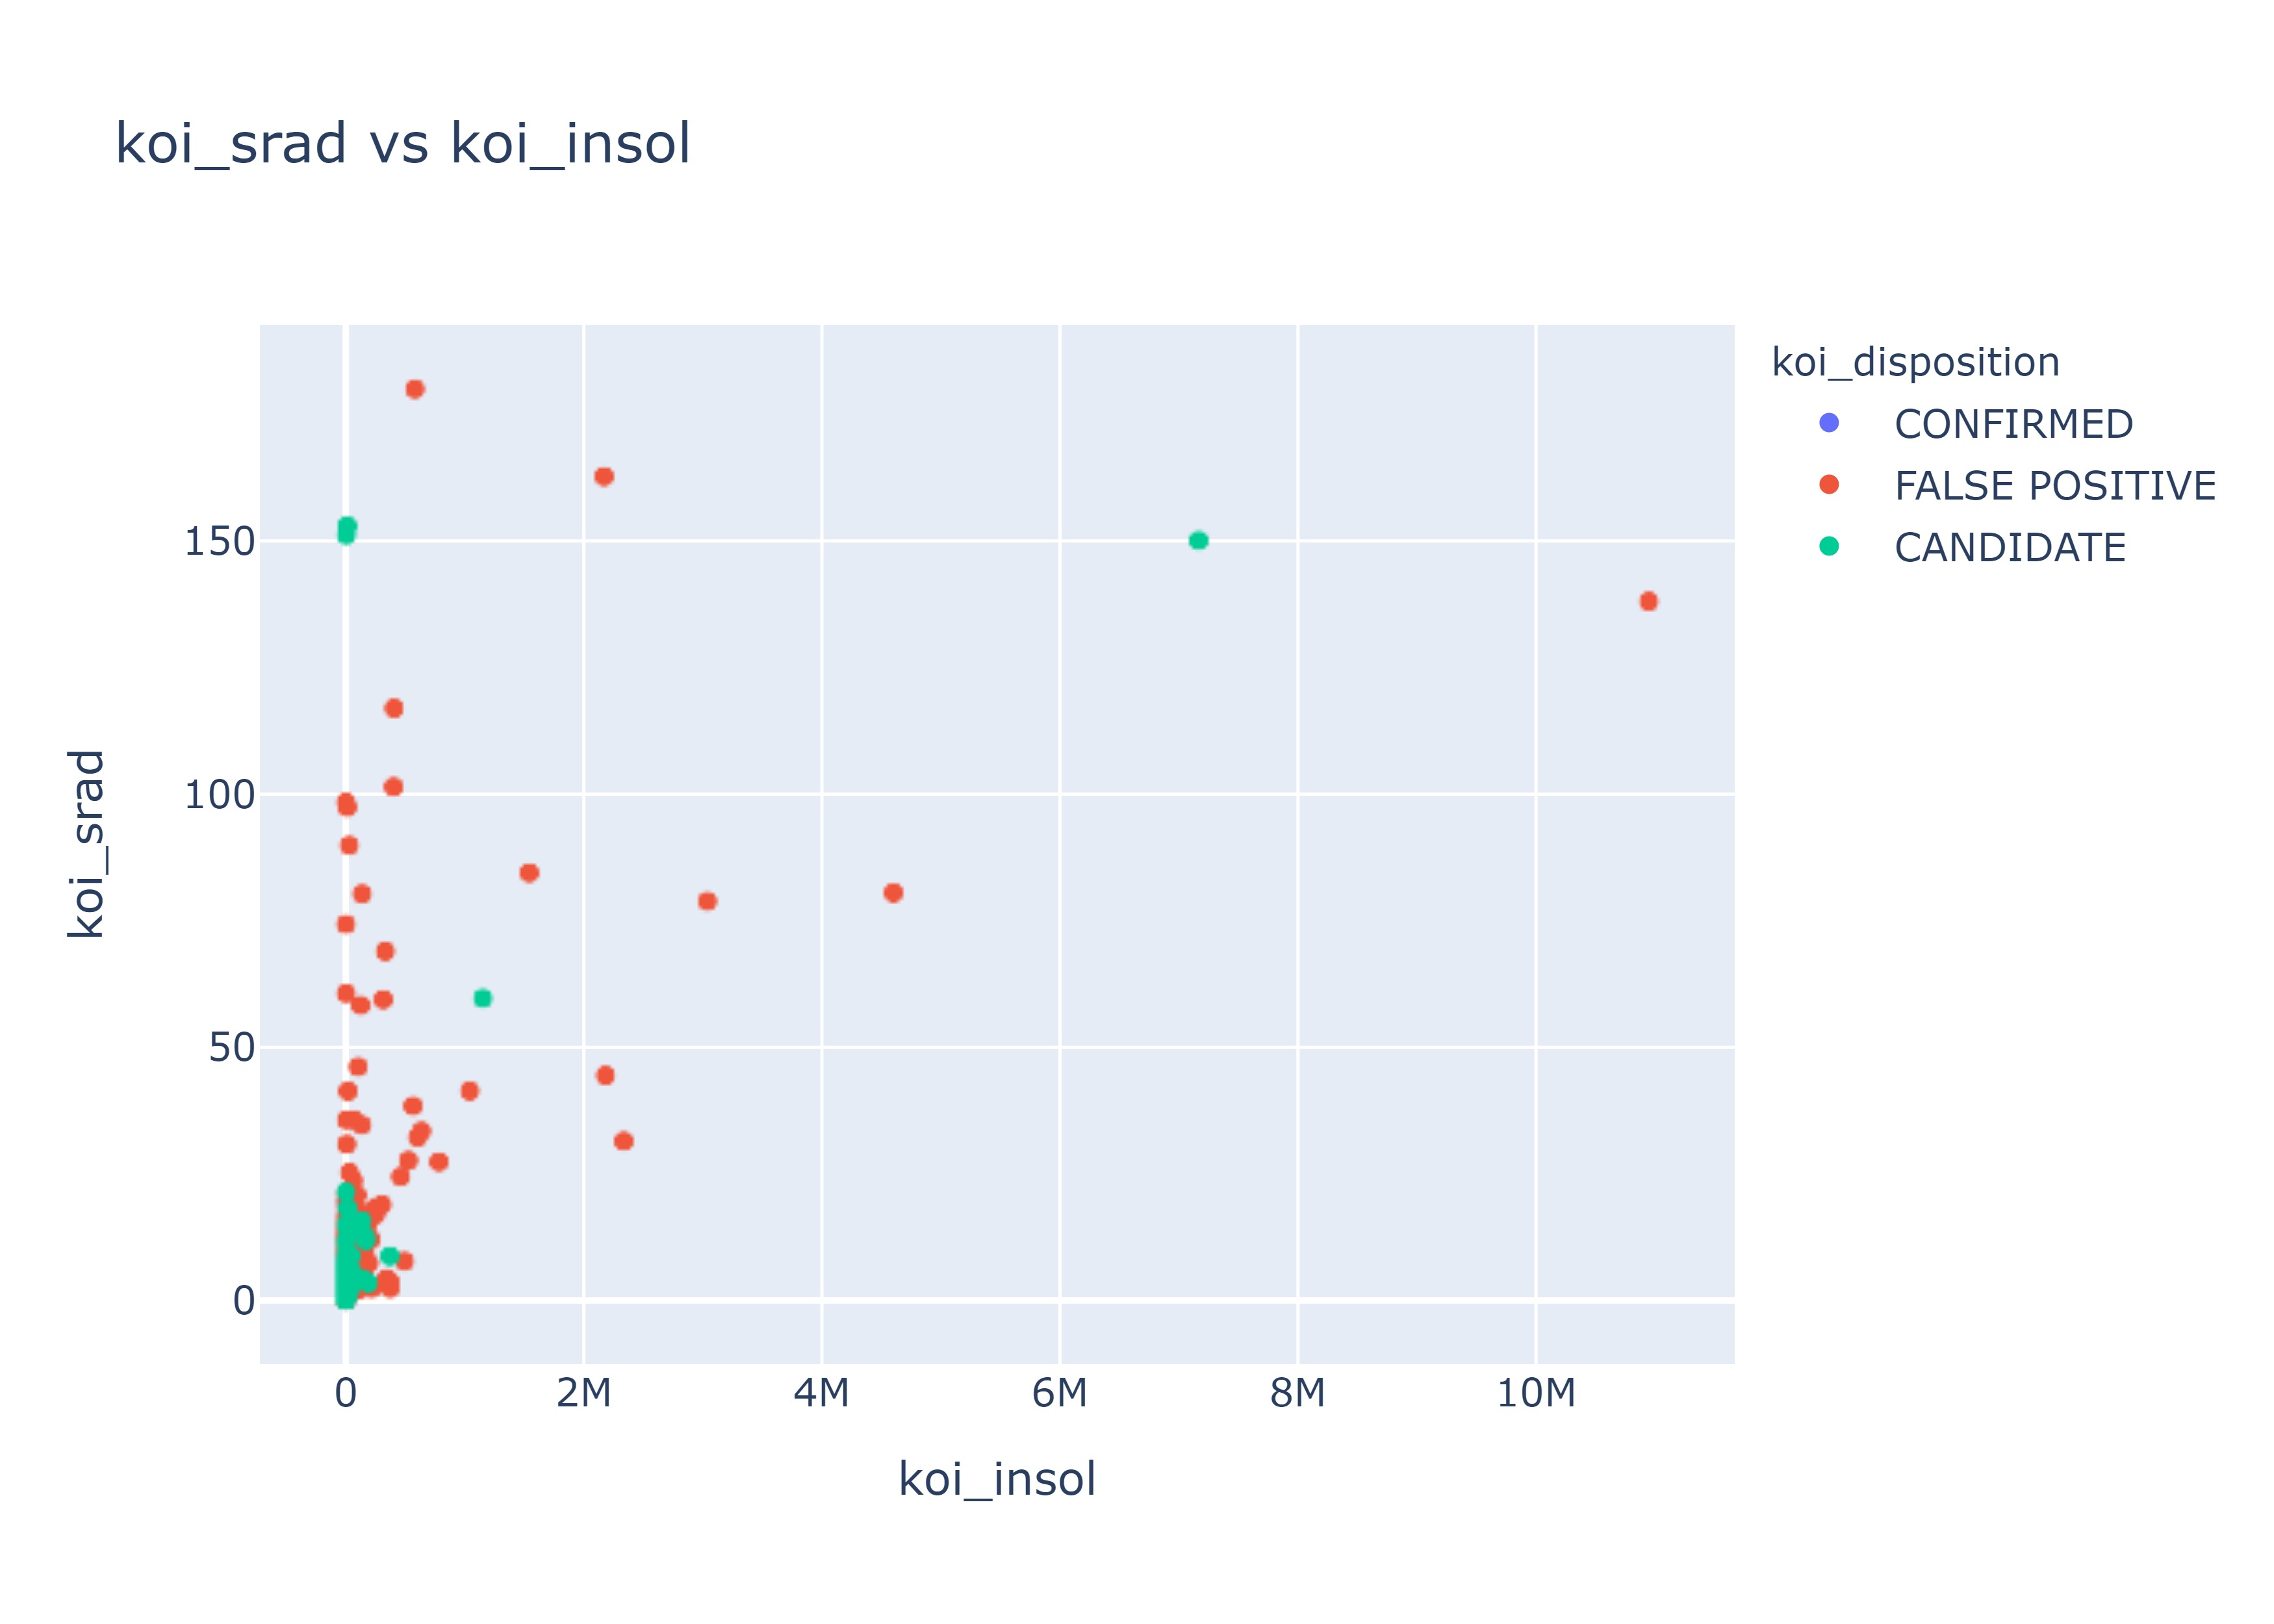 koi_srad vs koi_insol
koi_disposition
CONFIRMED
FALSE POSITIVE
CANDIDATE
150
100
50
0
koi_srad
0
2M
4M
6M
8M
10M
koi_insol